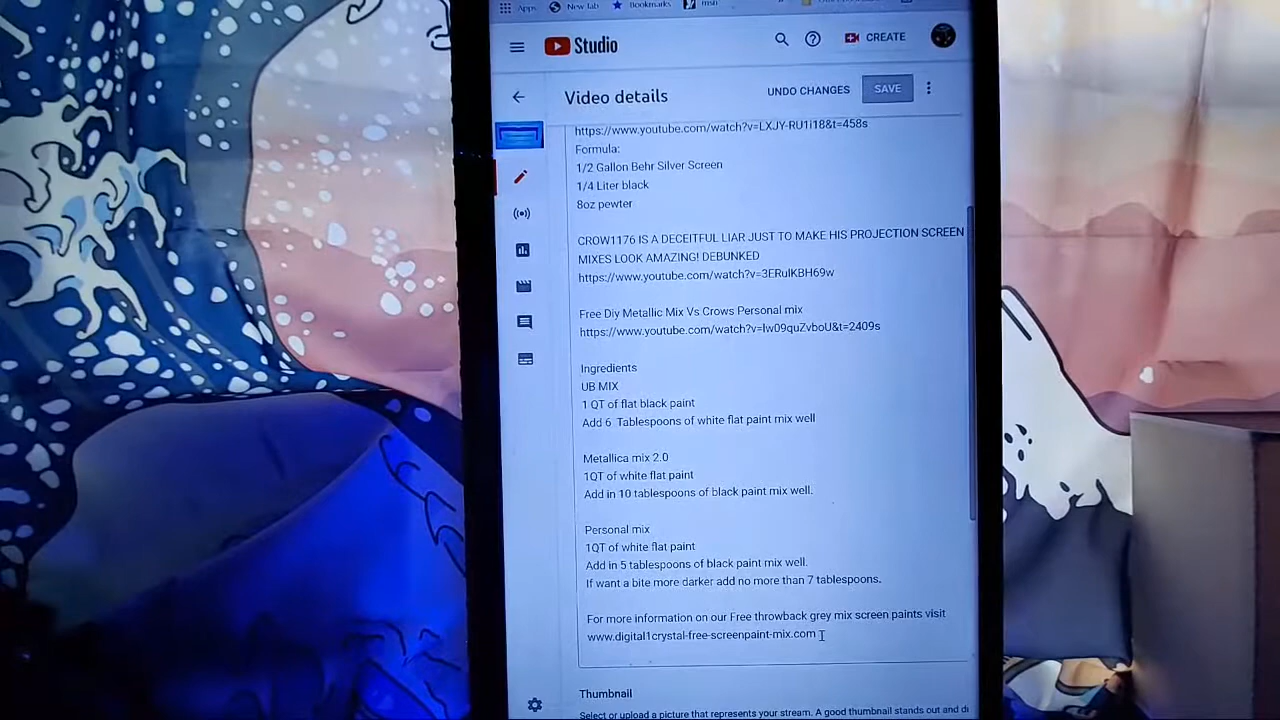 Apps New tab Bookmarks msn
Studio
CREATE
Video details
UNDO CHANGES
SAVE
https://www.youtube.com/watch?v=LXJY-RU1i18&t=458s
Formula:
1/2 Gallon Behr Silver Screen
1/4 Liter black
8oz pewter
CROW1176 IS A DECEITFUL LIAR JUST TO MAKE HIS PROJECTION SCREEN
MIXES LOOK AMAZING! DEBUNKED
https://www.youtube.com/watch?v=3ERulKBH69w
Free Diy Metallic Mix Vs Crows Personal mix
https://www.youtube.com/watch?v=Iw09quZvboU&t=2409s
Ingredients
UB MIX
1 QT of flat black paint
Add 6 Tablespoons of white flat paint mix well
Metallica mix 2.0
1QT of white flat paint
Add in 10 tablespoons of black paint mix well.
Personal mix
1QT of white flat paint
Add in 5 tablespoons of black paint mix well.
If want a bite more darker add no more than 7 tablespoons.
For more information on our Free throwback grey mix screen paints visit
www.digital1crystal-free-screenpaint-mix.com
Thumbnail
Select or upload a picture that represents your stream. A good thumbnail stands out and